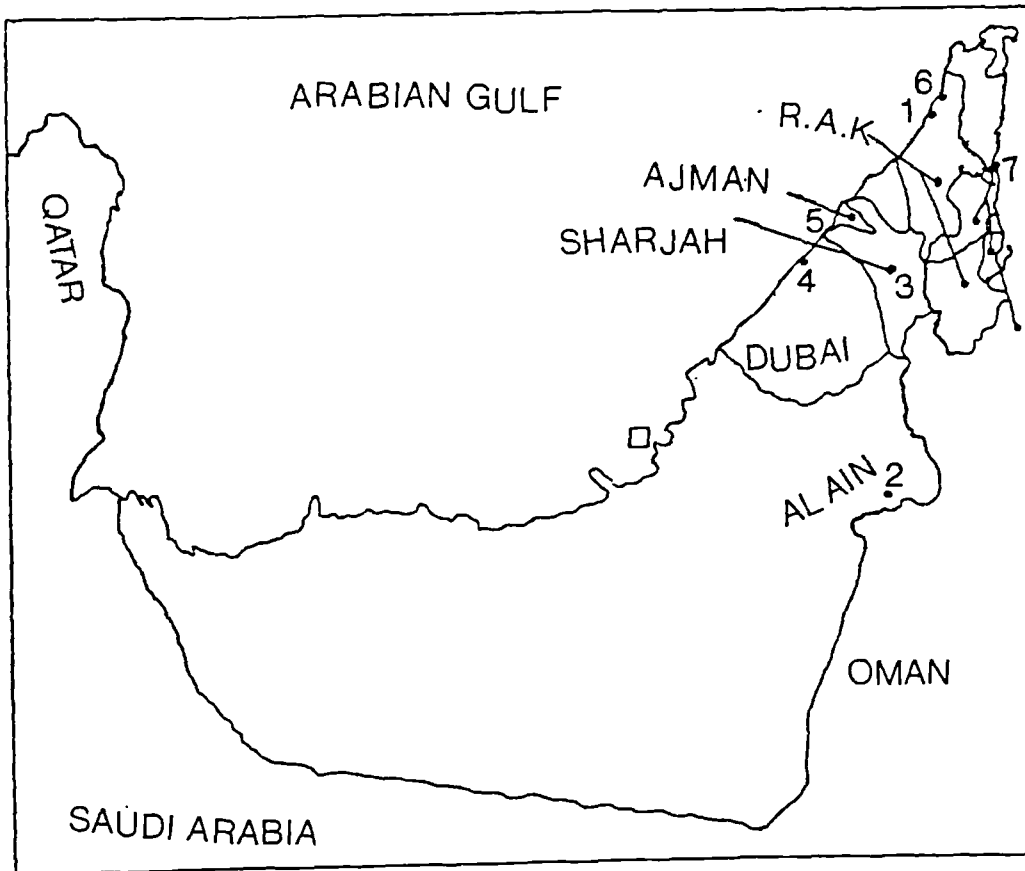 ARABIAN GULF
6
1
R.A.K
7
AJMAN
QATAR
5
SHARJAH
4
3
DUBAI
AL AIN
2
OMAN
SAUDI ARABIA